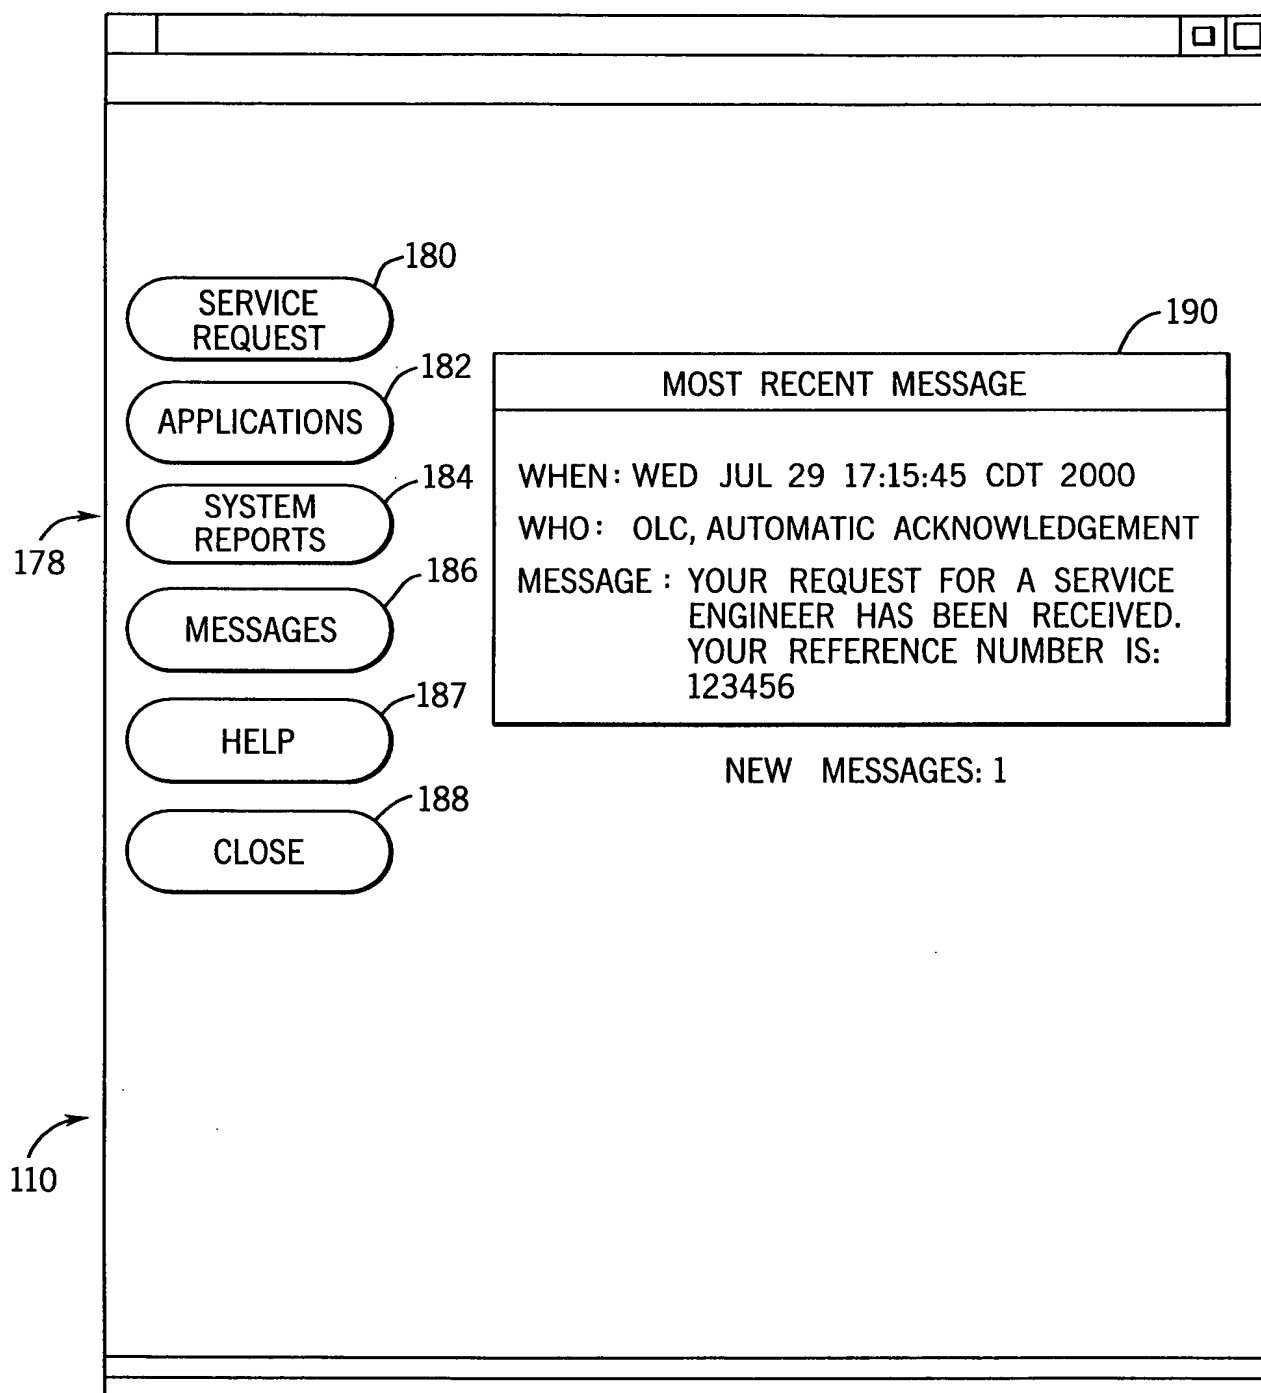 180
SERVICE
REQUEST
182
APPLICATIONS
184
SYSTEM
REPORTS
178
186
MESSAGES
187
HELP
188
CLOSE
190
MOST RECENT MESSAGE
WHEN: WED JUL 29 17:15:45 CDT 2000
WHO: OLC, AUTOMATIC ACKNOWLEDGEMENT
MESSAGE: YOUR REQUEST FOR A SERVICE
ENGINEER HAS BEEN RECEIVED.
YOUR REFERENCE NUMBER IS:
123456
NEW MESSAGES: 1
110